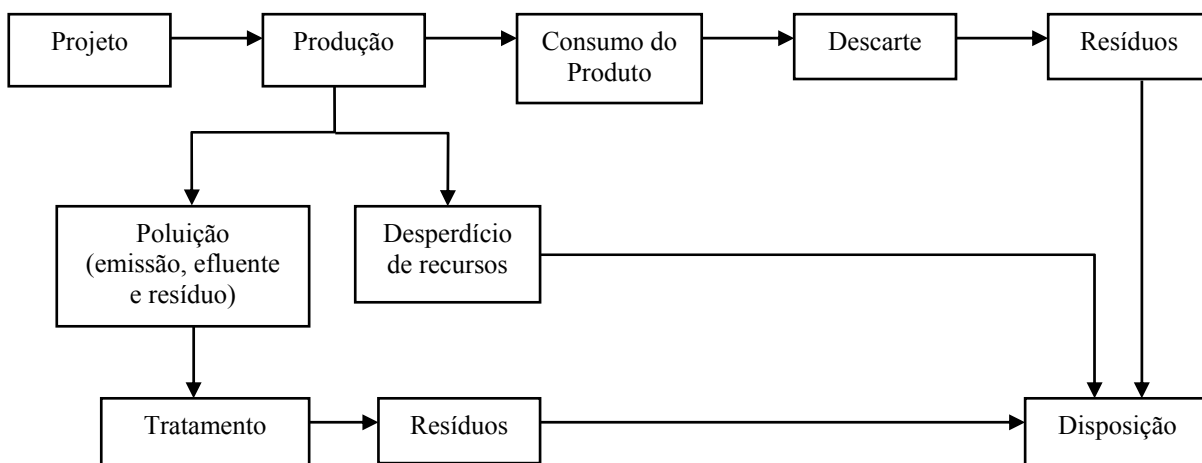 Projeto
Produção
Consumo do
Produto
Descarte
Resíduos
Poluição
(emissão, efluente
e resíduo)
Desperdício
de recursos
Tratamento
Resíduos
Disposição